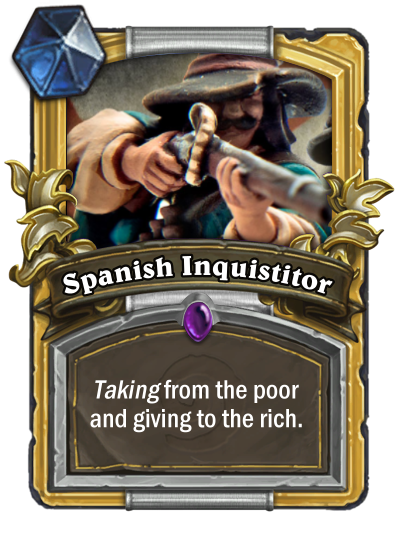 Spanish Inquistitor
Taking from the poor
and giving to the rich.